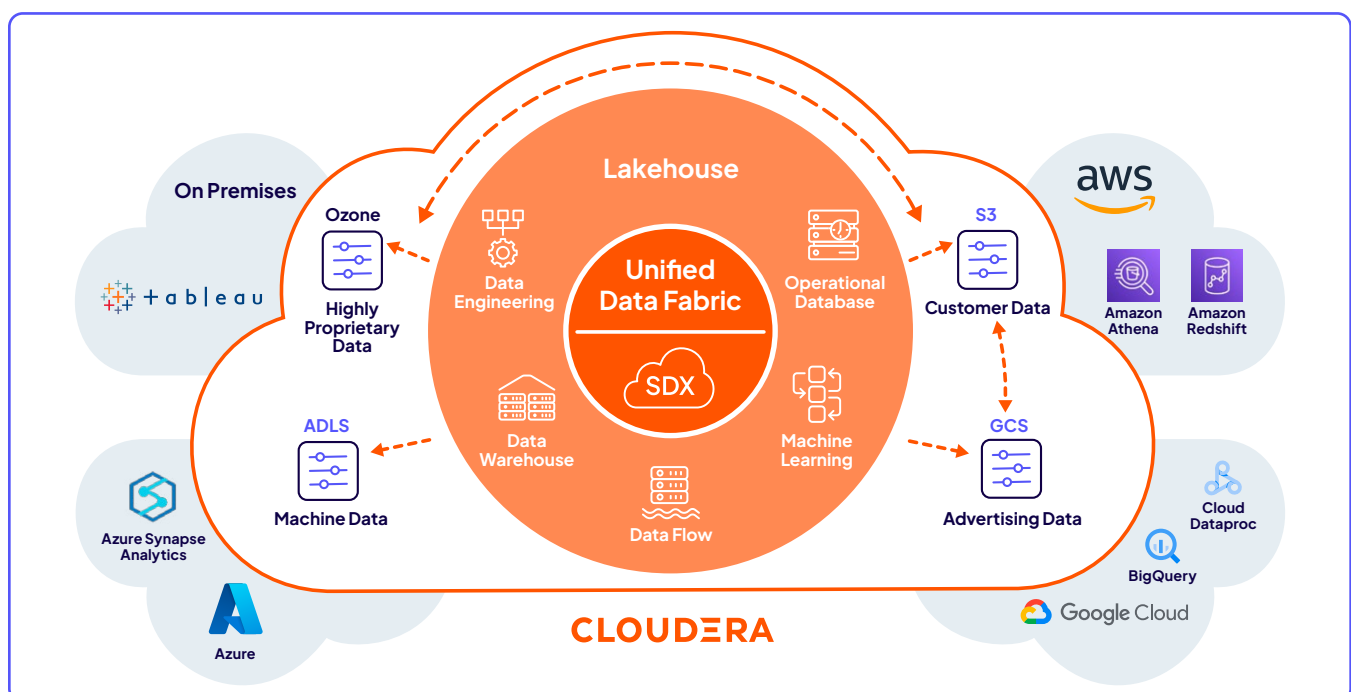 On Premises
+ableau
Ozone
Highly
Proprietary
Data
ADLS
Machine Data
Azure Synapse
Analytics
Azure
Lakehouse
Data
Engineering
Unified
Data Fabric
SDX
Operational
Database
Data
Warehouse
Machine
Learning
Data Flow
S3
Customer Data
GCS
Advertising Data
aws
Amazon
Athena
Amazon
Redshift
Cloud
Dataproc
BigQuery
Google Cloud
CLOUDERA